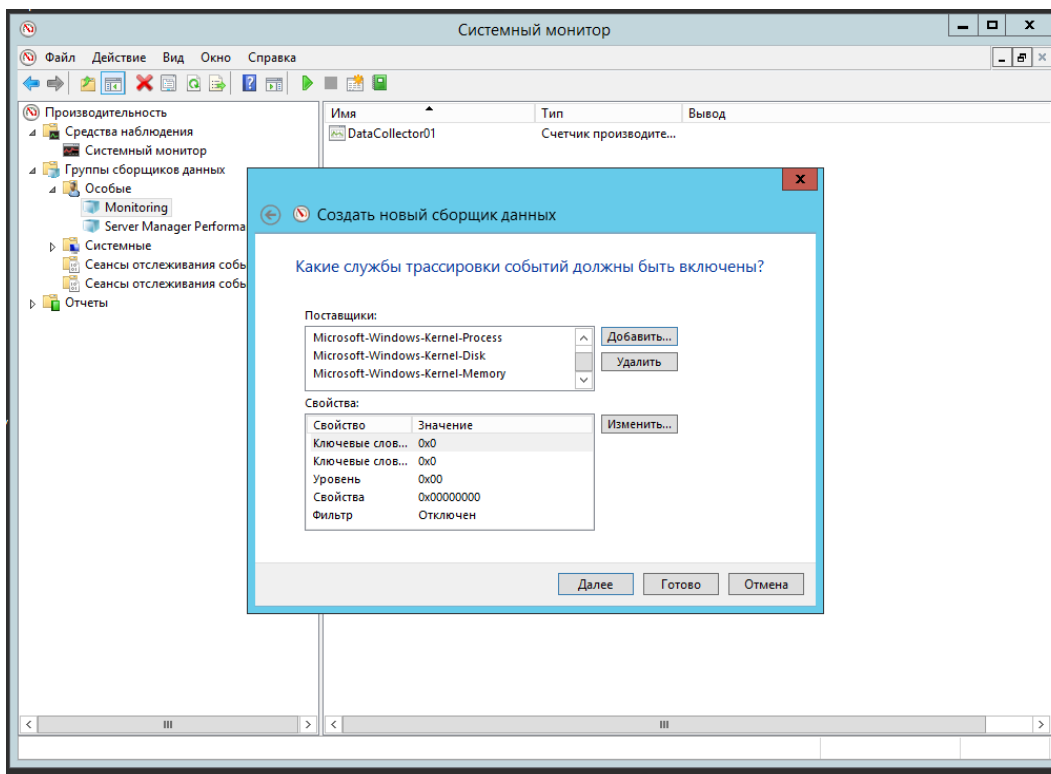 Системный монитор
Файл Действие Вид Окно Справка
Производительность
Средства наблюдения
Системный монитор
Группы сборщиков данных
Особые
Monitoring
Server Manager Performa
Системные
Сеансы отслеживания собы
Сеансы отслеживания собы
Отчеты
Имя Тип Вывод
DataCollector01 Счетчик производите...
Создать новый сборщик данных
Какие службы трассировки событий должны быть включены?
Поставщики:
Microsoft-Windows-Kernel-Process
Microsoft-Windows-Kernel-Disk
Microsoft-Windows-Kernel-Memory
Добавить...
Удалить
Свойства:
Свойство Значение
Ключевые слов... 0x0
Ключевые слов... 0x0
Уровень 0x00
Свойства 0x00000000
Фильтр Отключен
Изменить...
Далее Готово Отмена